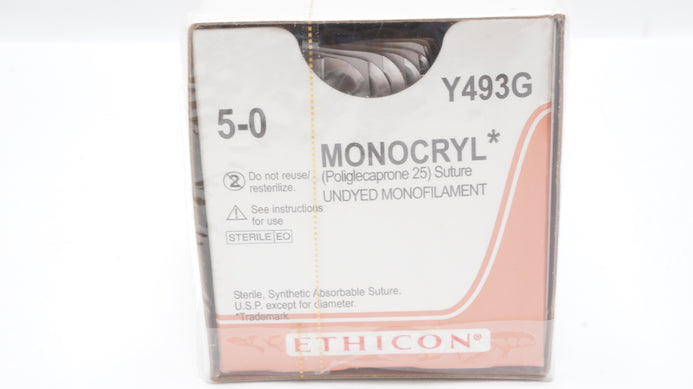 Y493G
5-0
MONOCRYL*
(Poliglecaprone 25) Suture
UNDYED MONOFILAMENT
2
Do not reuse/
resterilize.
See instructions
for use
STERILE EO
Sterile, Synthetic Absorbable Suture.
U.S.P. except for diameter.
*Trademark
ETHICON®